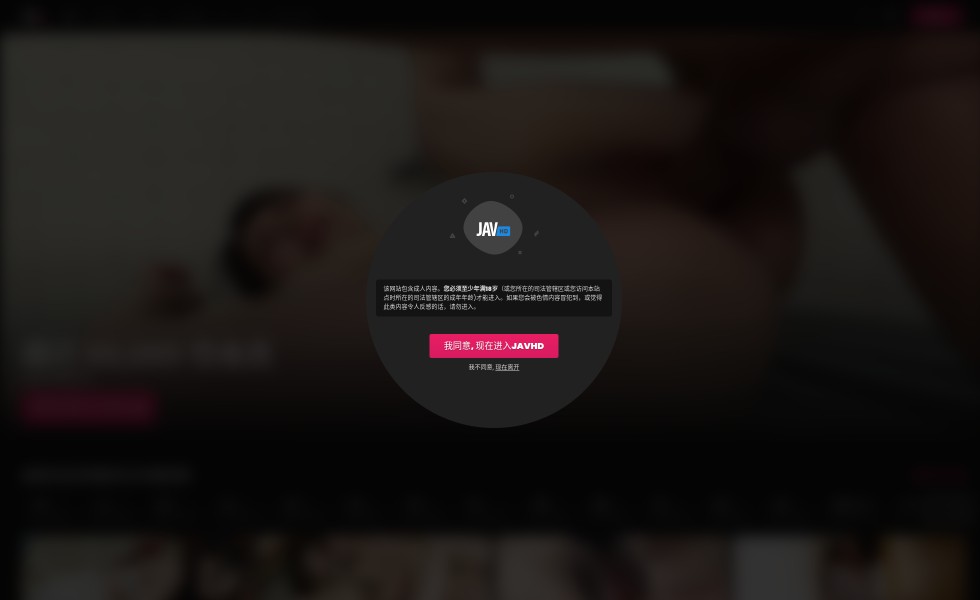 JAV HD
该网站包含成人内容。您必须至少年满18岁（或您所在的司法管辖区或您访问本站
点时所在的司法管辖区的成年年龄)才能进入。如果您会被色情内容冒犯到，或觉得
此类内容令人反感的话，请勿进入。
我同意, 现在进入JAVHD
我不同意, 现在离开